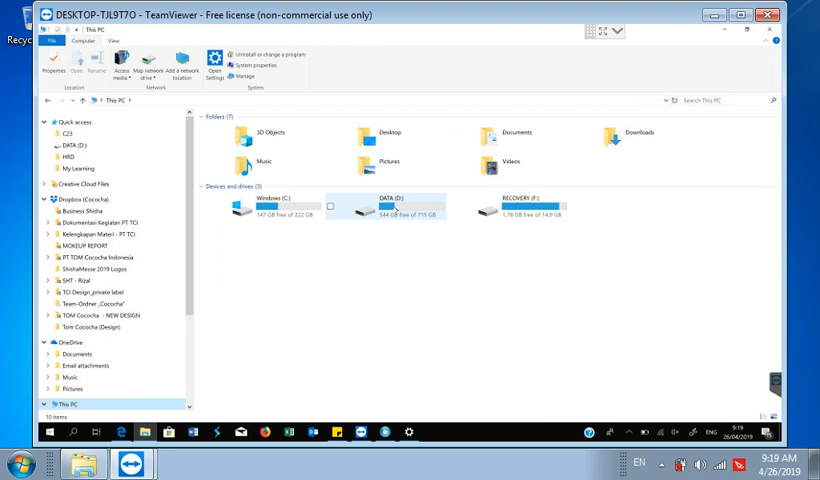 DESKTOP-TJL9T7O - TeamViewer - Free license (non-commercial use only)
Recyc
This PC
File
Computer
View
Properties
Open
Rename
Access media
Map network drive
Add a network location
Open Settings
Uninstall or change a program
System properties
Manage
Location
Network
System
This PC
Search This PC
Quick access
C23
DATA (D:)
HRD
My Learning
Creative Cloud Files
Dropbox (Cococha)
Business Shisha
Dokumentasi Kegiatan PT TCI
Kelengkapan Materi - PT TCI
MOKEUP REPORT
PT TOM Cococha Indonesia
ShishaMesse 2019 Logos
SHT - Rizal
TCI Design_private label
Team-Ordner „Cococha“
TOM Cococha - NEW DESIGN
Tom Cococha (Design)
OneDrive
Documents
Email attachments
Music
Pictures
This PC
Folders (7)
3D Objects
Desktop
Documents
Downloads
Music
Pictures
Videos
Devices and drives (3)
Windows (C:)
147 GB free of 222 GB
DATA (D:)
544 GB free of 715 GB
RECOVERY (F:)
1,78 GB free of 14,9 GB
10 items
ENG
9:19
26/04/2019
EN
9:19 AM
4/26/2019